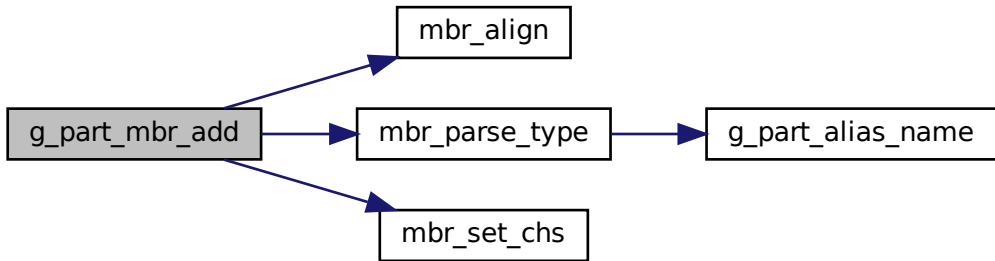 mbr_align
g_part_mbr_add
mbr_parse_type
g_part_alias_name
mbr_set_chs